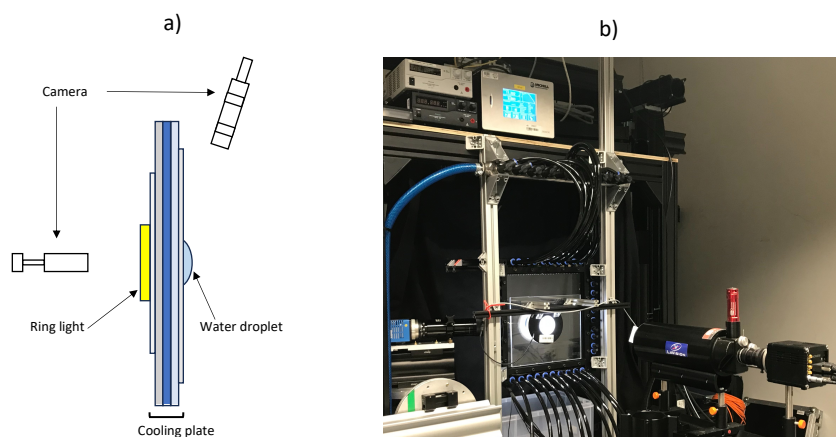 a)
b)
Camera
Ring light
Water droplet
Cooling plate